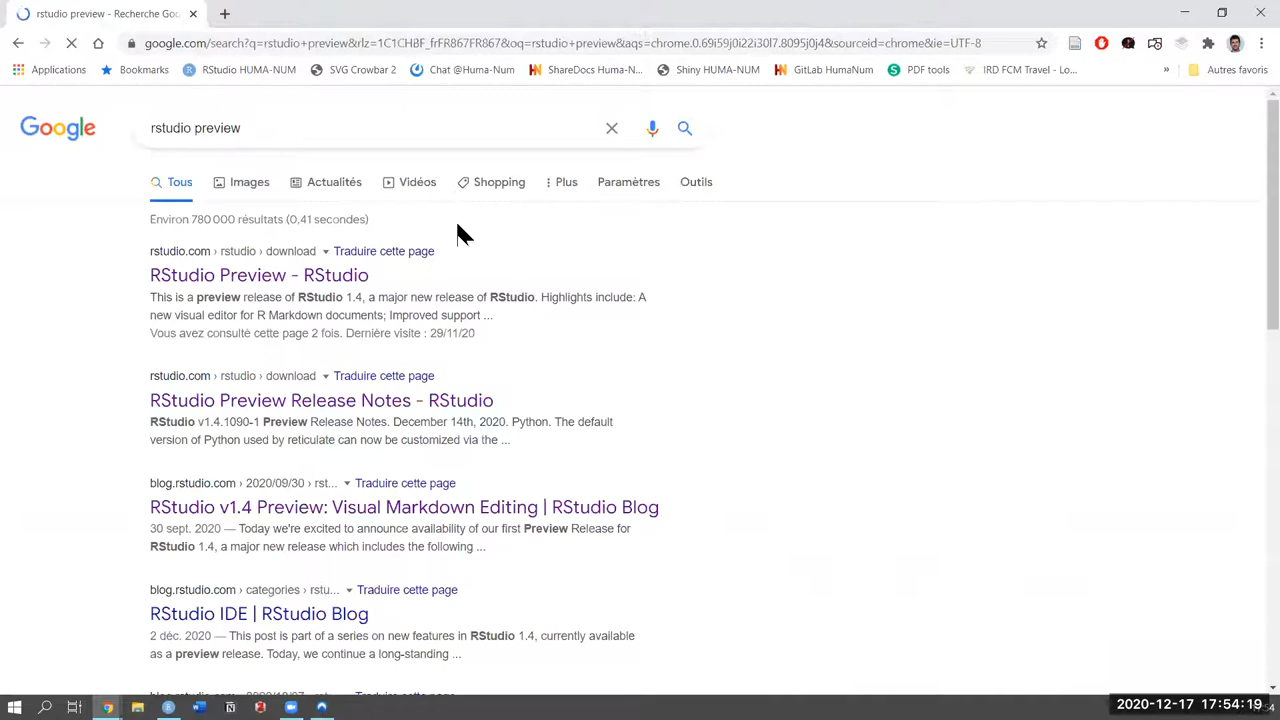 rstudio preview - Recherche Goo
google.com/search?q=rstudio+preview&rlz=1C1CHBF_frFR867FR867&oq=rstudio+preview&aqs=chrome.0.69i59j0i22i30l7.8095j0j4&sourceid=chrome&ie=UTF-8
Applications Bookmarks RStudio HUMA-NUM SVG Crowbar 2 Chat @Huma-Num ShareDocs Huma-N... Shiny HUMA-NUM GitLab HumaNum PDF tools IRD FCM Travel - Lo... » Autres favoris
Google rstudio preview
Tous Images Actualités Vidéos Shopping Plus Paramètres Outils
Environ 780 000 résultats (0,41 secondes)
rstudio.com › rstudio › download Traduire cette page
RStudio Preview - RStudio
This is a preview release of RStudio 1.4, a major new release of RStudio. Highlights include: A
new visual editor for R Markdown documents; Improved support ...
Vous avez consulté cette page 2 fois. Dernière visite : 29/11/20
rstudio.com › rstudio › download Traduire cette page
RStudio Preview Release Notes - RStudio
RStudio v1.4.1090-1 Preview Release Notes. December 14th, 2020. Python. The default
version of Python used by reticulate can now be customized via the ...
blog.rstudio.com › 2020/09/30 › rst... Traduire cette page
RStudio v1.4 Preview: Visual Markdown Editing | RStudio Blog
30 sept. 2020 — Today we're excited to announce availability of our first Preview Release for
RStudio 1.4, a major new release which includes the following ...
blog.rstudio.com › categories › rstu... Traduire cette page
RStudio IDE | RStudio Blog
2 déc. 2020 — This post is part of a series on new features in RStudio 1.4, currently available
as a preview release. Today, we continue a long-standing ...
2020-12-17 17:54:19